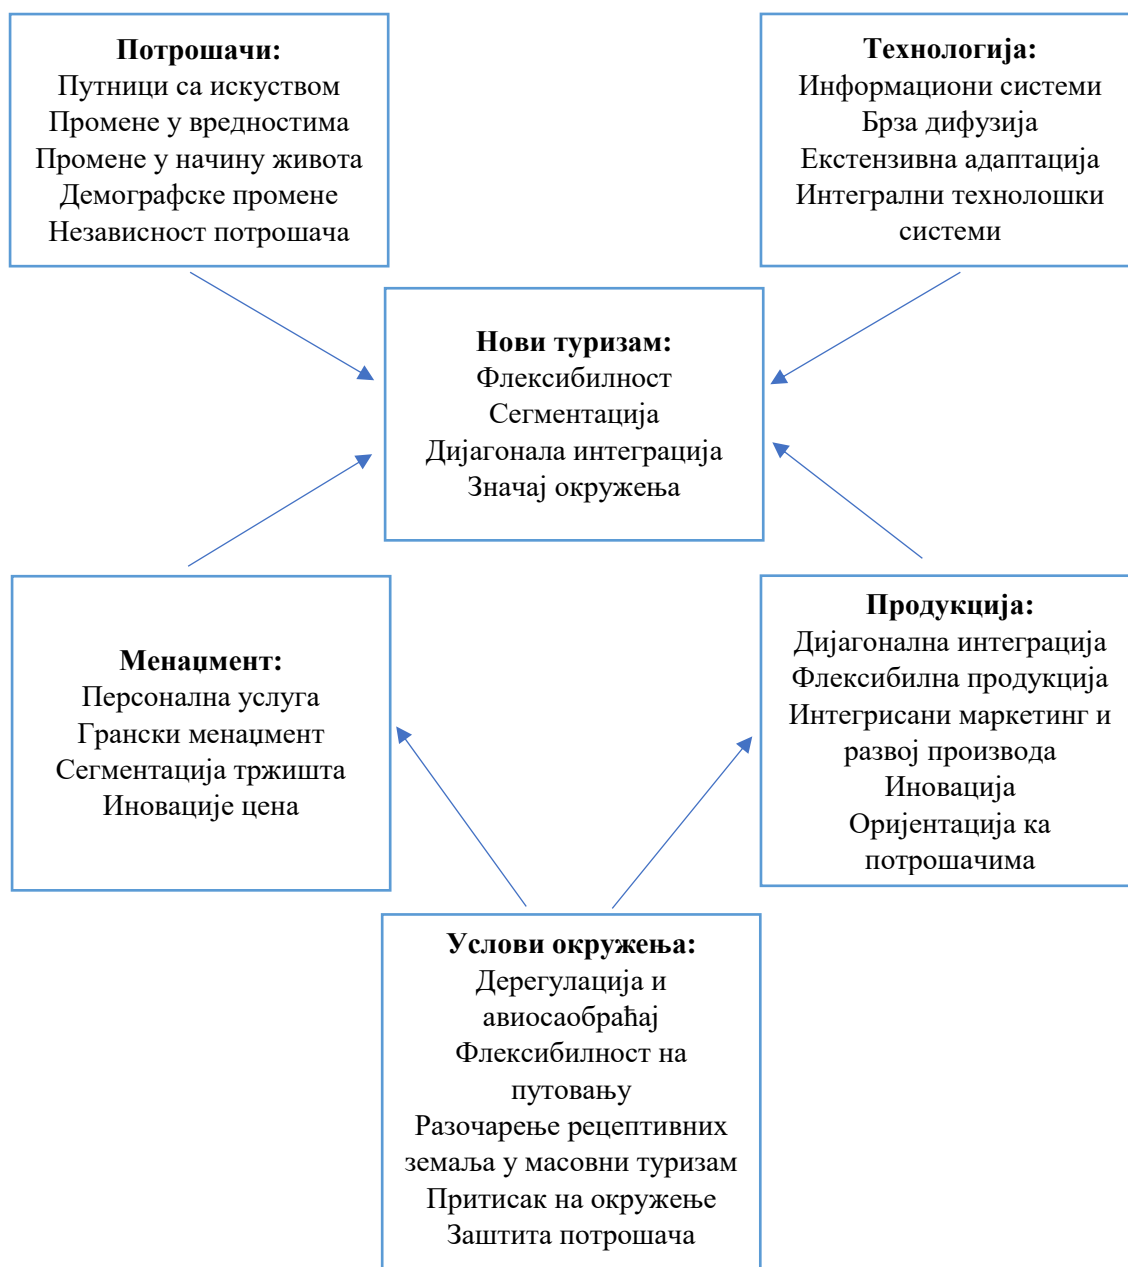 Потрошачи:
Путници са искуством
Промене у вредностима
Промене у начину живота
Демографске промене
Независност потрошача
Технологија:
Информациони системи
Брза дифузија
Екстензивна адаптација
Интегрални технолошки
системи
Нови туризам:
Флексибилност
Сегментација
Дијагонала интеграција
Значај окружења
Менаџмент:
Персонална услуга
Грански менаџмент
Сегментација тржишта
Иновације цена
Продукција:
Дијагонална интеграција
Флексибилна продукција
Интегрисани маркетинг и
развој производа
Иновација
Оријентација ка
потрошачима
Услови окружења:
Дерегулација и
авиосаобраћај
Флексибилност на
путовању
Разочарење рецептивних
земаља у масовни туризам
Притисак на окружење
Заштита потрошача